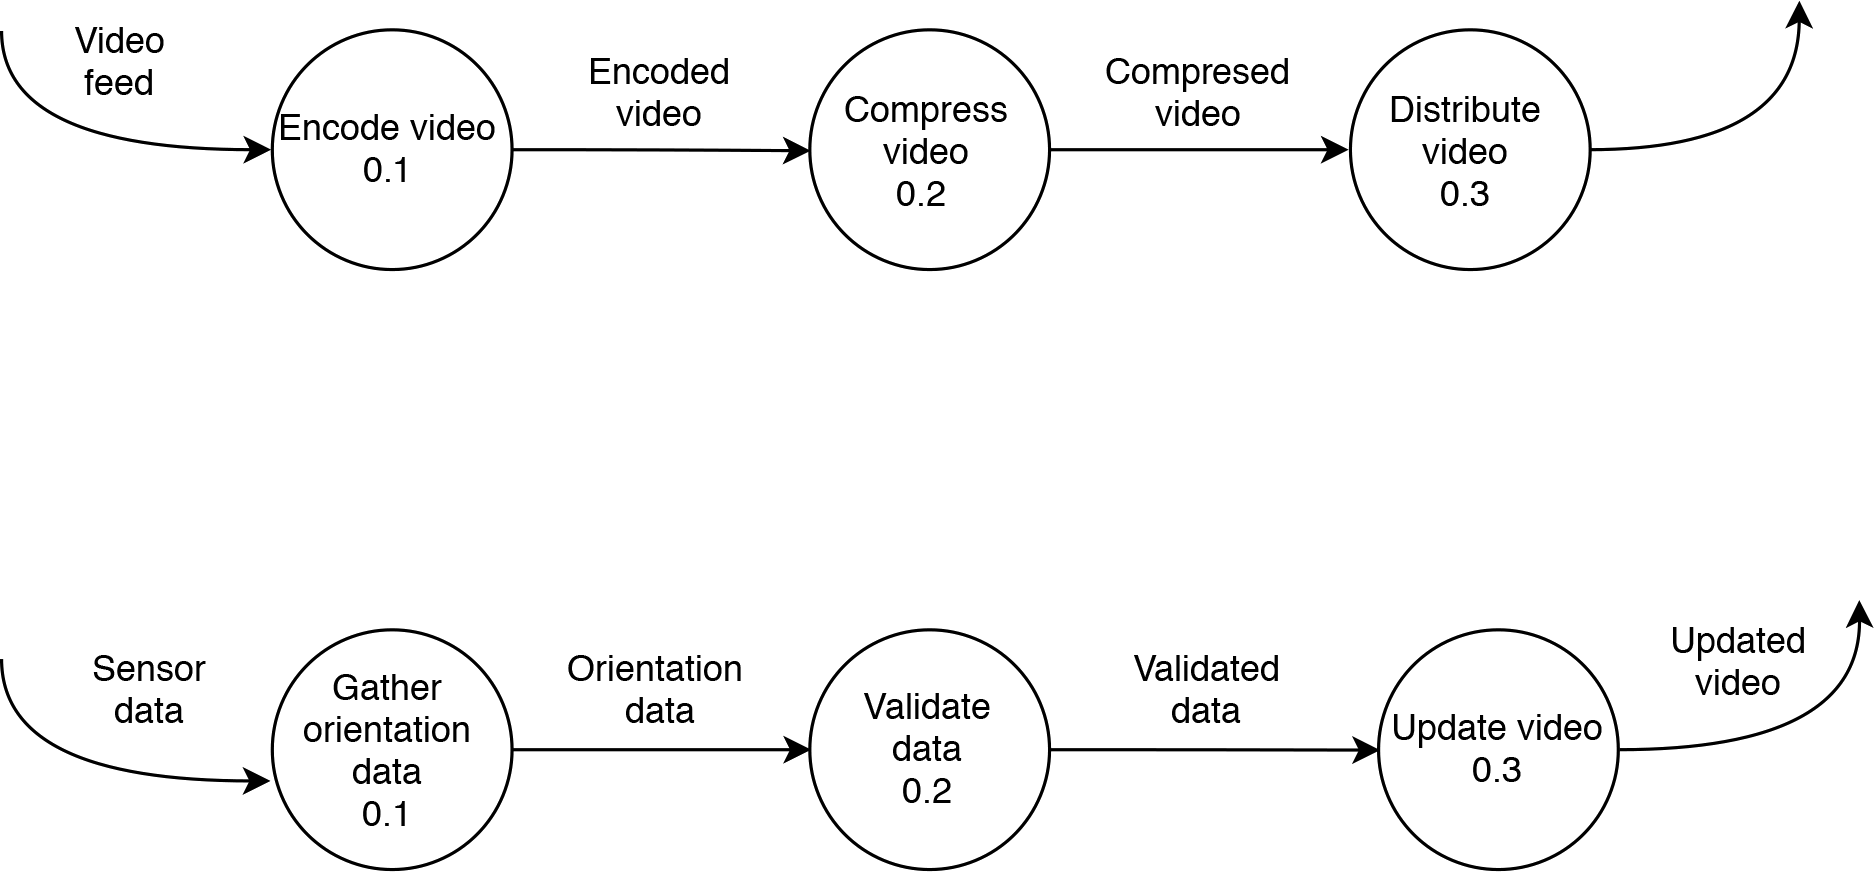 Video
feed
Encode video
0.1
Encoded
video
Compress
video
0.2
Compresed
video
Distribute
video
0.3
Sensor
data
Gather
orientation
data
0.1
Orientation
data
Validate
data
0.2
Validated
data
Update video
0.3
Updated
video